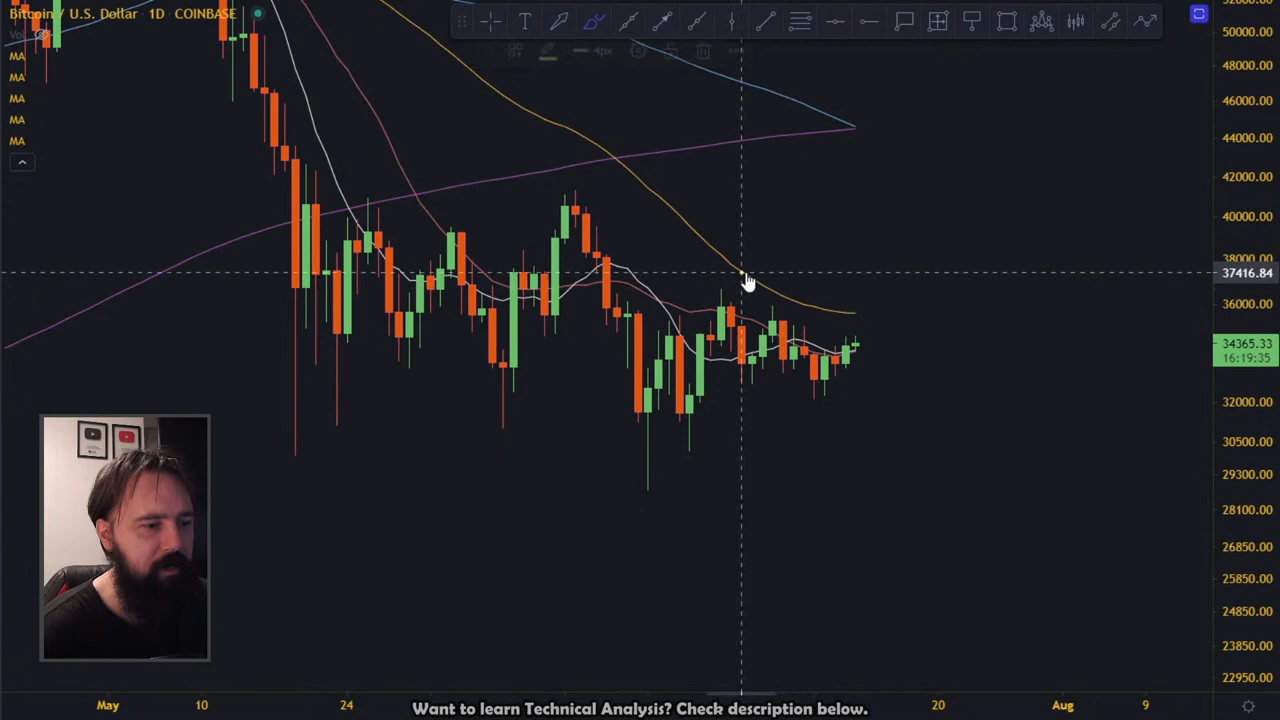 Bitcoin / U.S. Dollar · 1D · COINBASE
Vol
MA
MA
MA
MA
MA
T
4px
50000.00
48000.00
46000.00
44000.00
42000.00
40000.00
38000.00
37416.84
36000.00
34365.33
16:19:35
32000.00
30500.00
29300.00
28100.00
26850.00
25850.00
24850.00
23850.00
22950.00
May 10 24 20 Aug 9
Want to learn Technical Analysis? Check description below.